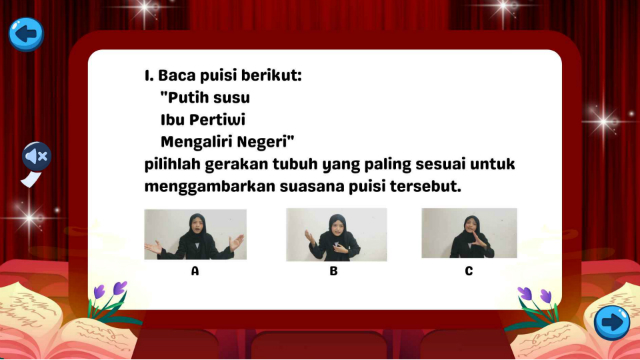 I. Baca puisi berikut:
"Putih susu
Ibu Pertiwi
Mengaliri Negeri"
pilihlah gerakan tubuh yang paling sesuai untuk
menggambarkan suasana puisi tersebut.
A
B
C